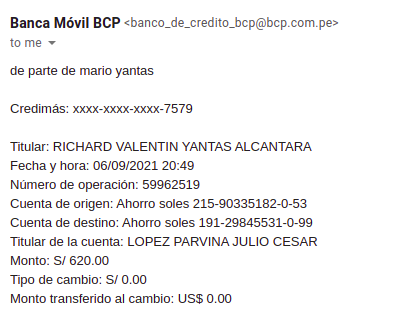 Banca Móvil BCP <banco_de_credito_bcp@bcp.com.pe>
to me
de parte de mario yantas
Credimás: xxxx-xxxx-xxxx-7579
Titular: RICHARD VALENTIN YANTAS ALCANTARA
Fecha y hora: 06/09/2021 20:49
Número de operación: 59962519
Cuenta de origen: Ahorro soles 215-90335182-0-53
Cuenta de destino: Ahorro soles 191-29845531-0-99
Titular de la cuenta: LOPEZ PARVINA JULIO CESAR
Monto: S/ 620.00
Tipo de cambio: S/ 0.00
Monto transferido al cambio: US$ 0.00